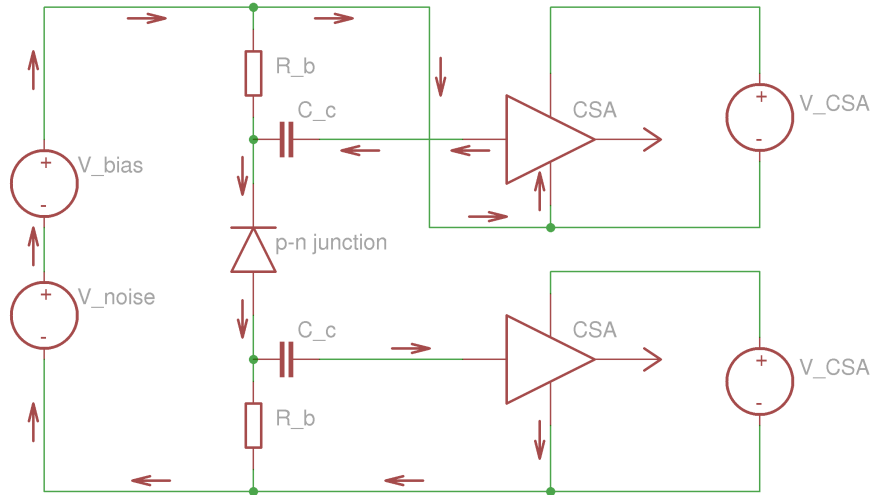 R_b
C_c
CSA
+
V_CSA
-
+
V_bias
-
p-n junction
+
V_noise
-
C_c
CSA
+
V_CSA
-
R_b